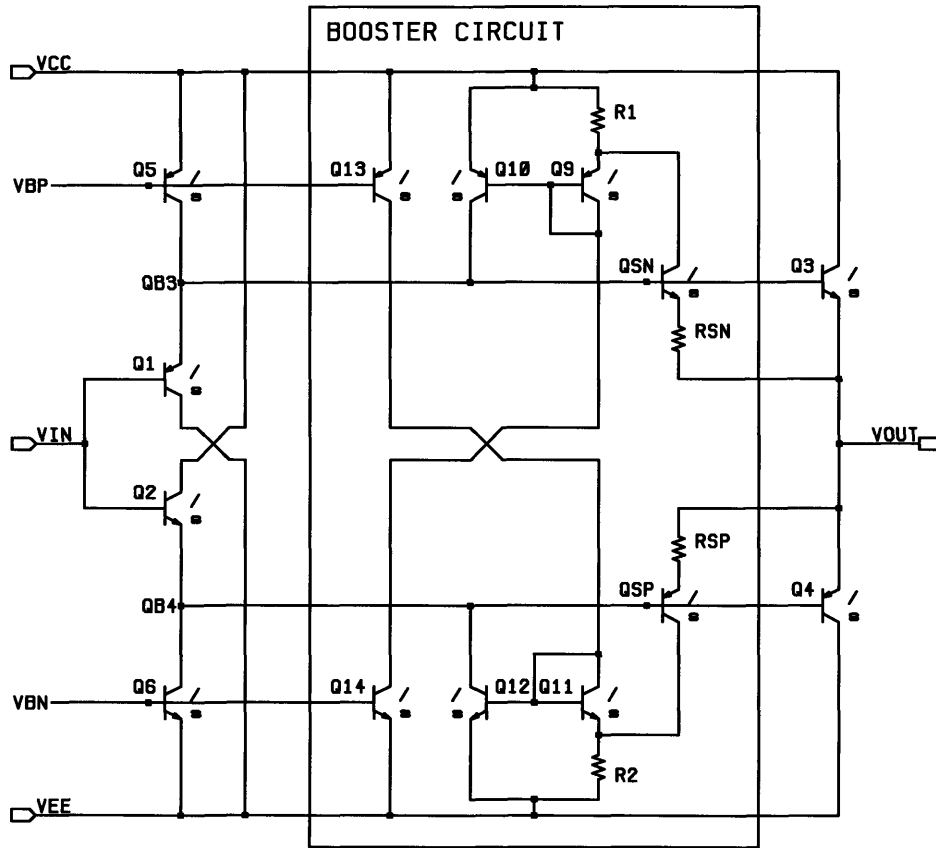 BOOSTER CIRCUIT
VCC
R1
Q5
Q13
Q10
Q9
VBP
QB3
QSN
Q3
RSN
Q1
VIN
VOUT
Q2
RSP
QB4
QSP
Q4
Q6
Q14
Q12
Q11
VBN
R2
VEE